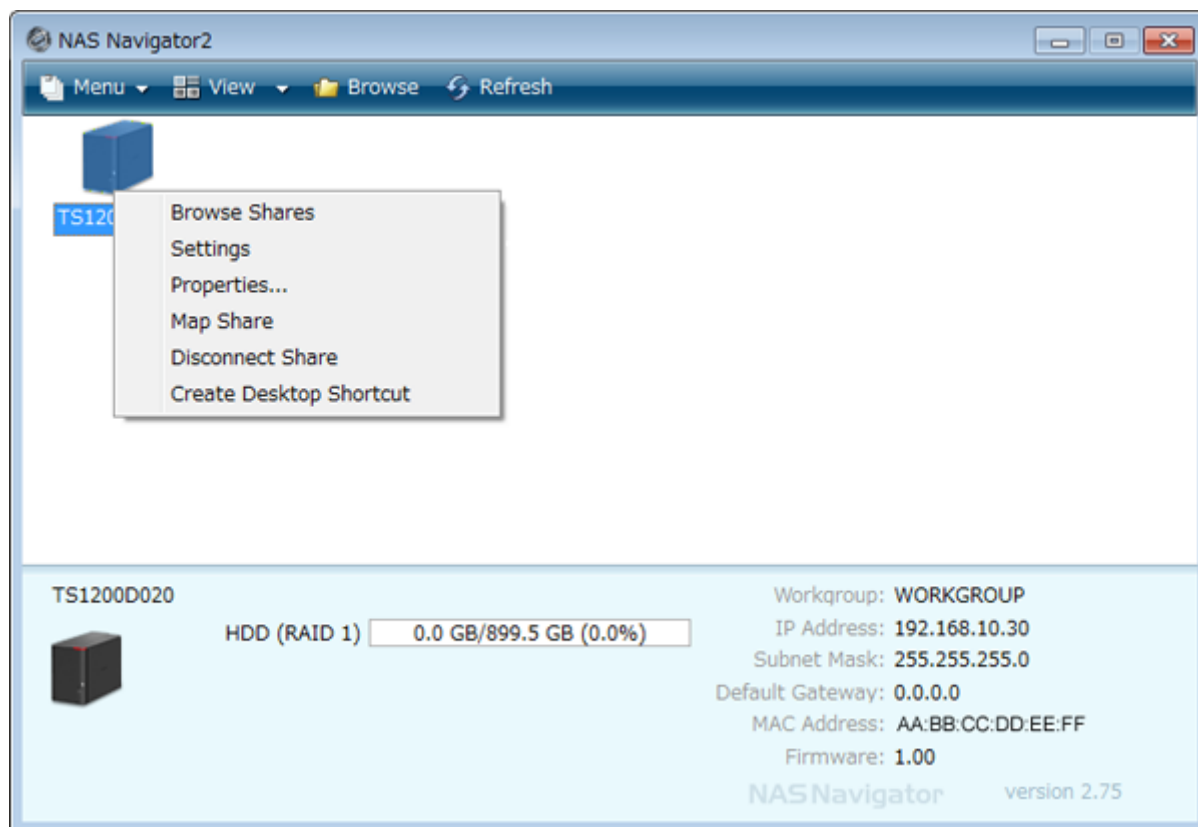 NAS Navigator2
Menu View Browse Refresh
TS120
Browse Shares
Settings
Properties...
Map Share
Disconnect Share
Create Desktop Shortcut
TS1200D020
HDD (RAID 1) 0.0 GB/899.5 GB (0.0%)
Workgroup: WORKGROUP
IP Address: 192.168.10.30
Subnet Mask: 255.255.255.0
Default Gateway: 0.0.0.0
MAC Address: AA:BB:CC:DD:EE:FF
Firmware: 1.00
NAS Navigator version 2.75